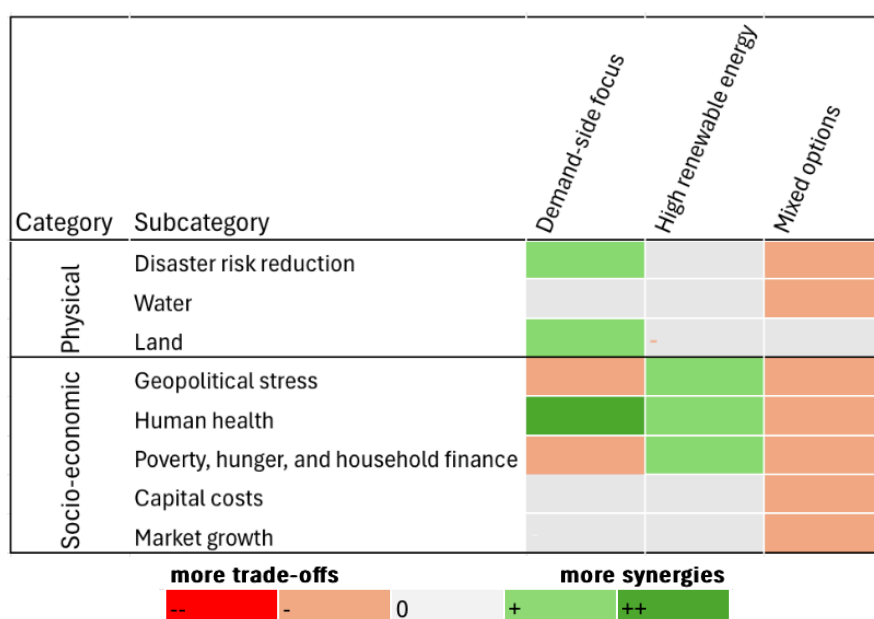 Category Subcategory Demand-side focus High renewable energy Mixed options
Physical
Disaster risk reduction
Water
Land -
Socio-economic
Geopolitical stress
Human health
Poverty, hunger, and household finance
Capital costs
Market growth
more trade-offs more synergies
-- - 0 + ++